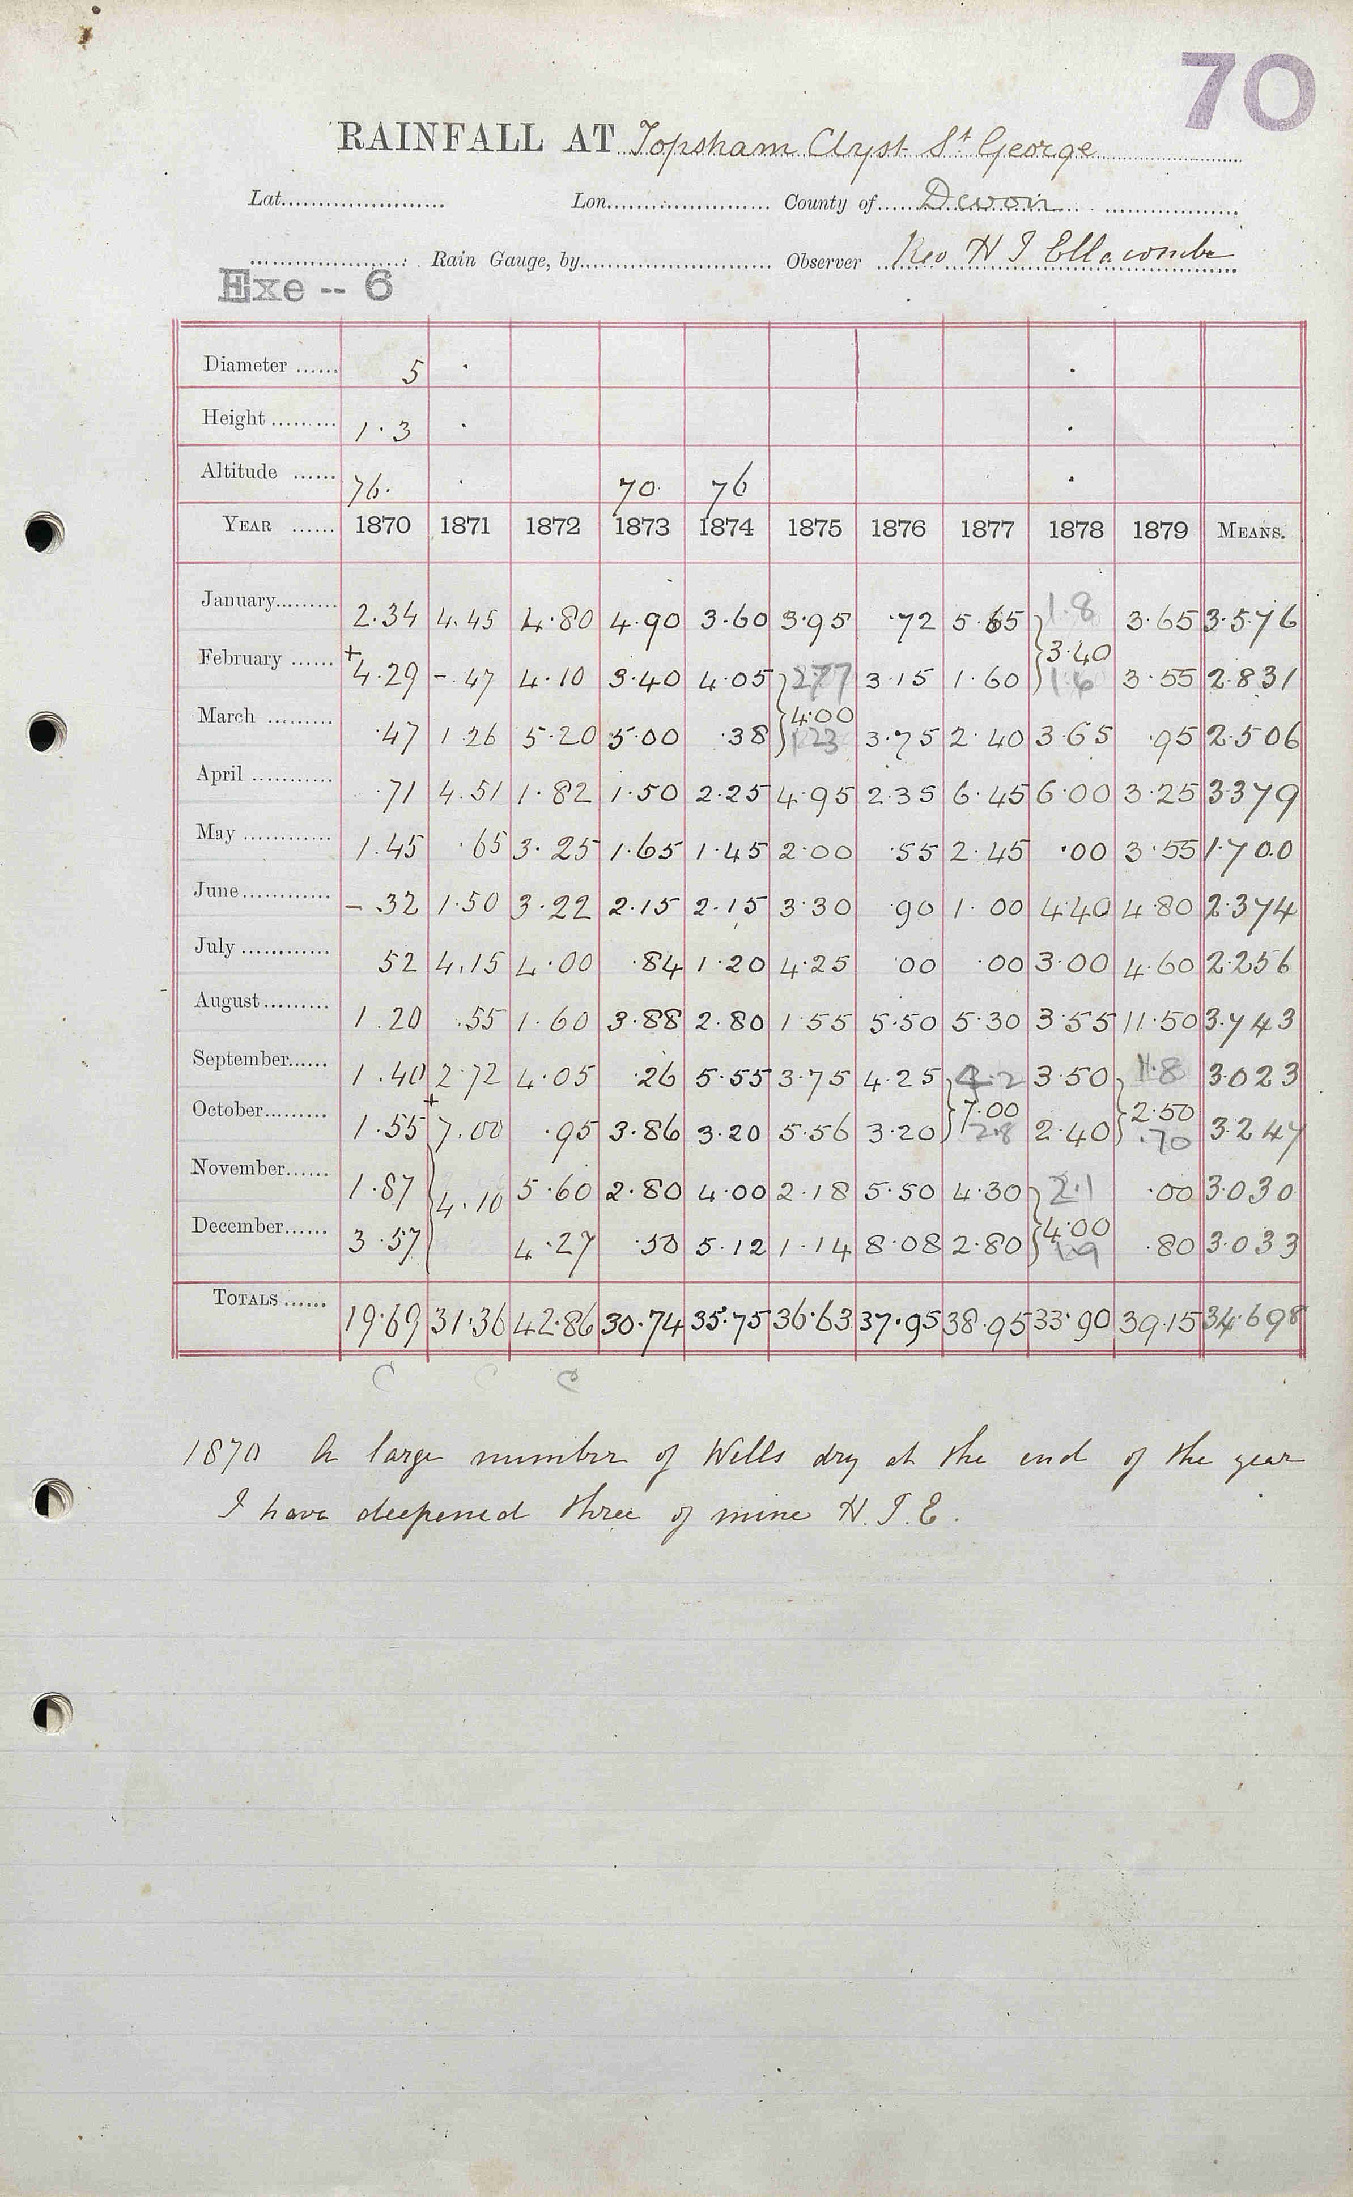 70
RAINFALL AT Topsham Clyst St George
Lat. Lon. County of Devon
Rain Gauge, by Observer Rev H T Ellacombe
Exe -- 6
Diameter 5
Height 1.3
Altitude 76. 70. 76
YEAR 1870 1871 1872 1873 1874 1875 1876 1877 1878 1879 MEANS.
January 2.34 4.45 4.80 4.90 3.60 3.95 .72 5.65 1.8 3.65 3.576
3.40
February +4.29 -.47 4.10 3.40 4.05 277 3.15 1.60 1.6 3.55 2.831
4.00
March .47 1.26 5.20 5.00 .38 123 3.75 2.40 3.65 .95 2.506
April .71 4.51 1.82 1.50 2.25 4.95 2.35 6.45 6.00 3.25 3.379
May 1.45 .65 3.25 1.65 1.45 2.00 .55 2.45 .00 3.55 1.700
June -.32 1.50 3.22 2.15 2.15 3.30 .90 1.00 4.40 4.80 2.374
July 52 4.15 4.00 .84 1.20 4.25 00 .00 3.00 4.60 2.256
August 1.20 .55 1.60 3.88 2.80 1.55 5.50 5.30 3.55 11.50 3.743
September 1.40 2.72 4.05 .26 5.55 3.75 4.25 4.2 3.50 1.8 3.023
7.00 2.50
October 1.55 +7.00 .95 3.86 3.20 5.56 3.20 2.8 2.40 .70 3.247
November 1.87 4.10 5.60 2.80 4.00 2.18 5.50 4.30 2.1 .00 3.030
4.00
December 3.57 4.27 .50 5.12 1.14 8.08 2.80 1.9 .80 3.033
TOTALS 19.69 31.36 42.86 30.74 35.75 36.63 37.95 38.95 33.90 39.15 34.698
C C C
1870 A large number of Wells dry at the end of the year
I have deepened three of mine H.T.E.